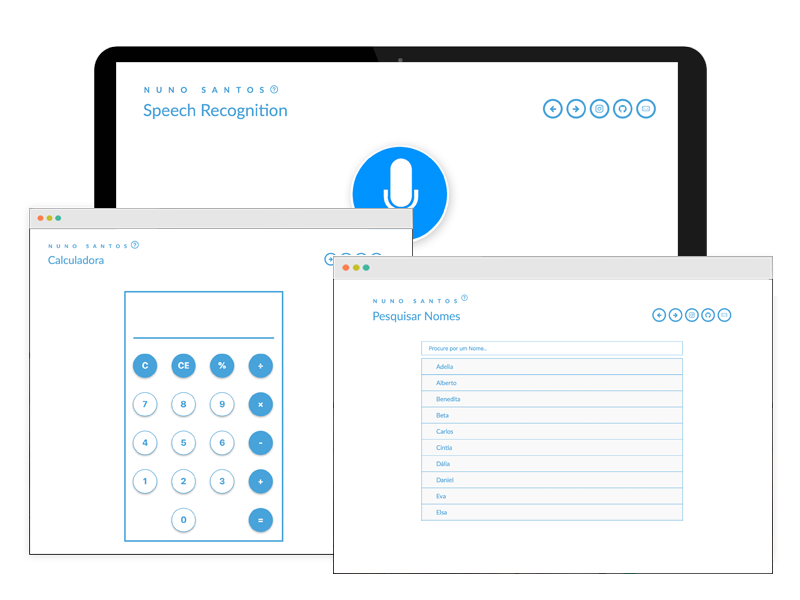 NUNO SANTOS
Speech Recognition
NUNO SANTOS
Calculadora
C CE % +
7 8 9 ×
4 5 6 -
1 2 3 +
0 =
NUNO SANTOS
Pesquisar Nomes
Procure por um Nome..
Adelia
Alberto
Benedita
Beta
Carlos
Cintia
Dália
Daniel
Eva
Elsa